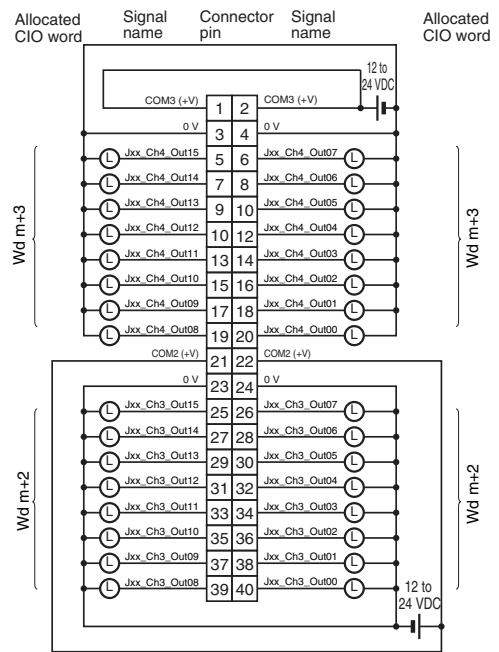 Allocated CIO word Signal name Connector pin Signal name Allocated CIO word
12 to 24 VDC
COM3 (+V) 1 2 COM3 (+V)
0 V 3 4 0 V
L Jxx_Ch4_Out15 5 6 Jxx_Ch4_Out07 L
L Jxx_Ch4_Out14 7 8 Jxx_Ch4_Out06 L
L Jxx_Ch4_Out13 9 10 Jxx_Ch4_Out05 L
L Jxx_Ch4_Out12 10 12 Jxx_Ch4_Out04 L
L Jxx_Ch4_Out11 13 14 Jxx_Ch4_Out03 L
L Jxx_Ch4_Out10 15 16 Jxx_Ch4_Out02 L
L Jxx_Ch4_Out09 17 18 Jxx_Ch4_Out01 L
L Jxx_Ch4_Out08 19 20 Jxx_Ch4_Out00 L
Wd m+3
Wd m+3
COM2 (+V) 21 22 COM2 (+V)
0 V 23 24 0 V
L Jxx_Ch3_Out15 25 26 Jxx_Ch3_Out07 L
L Jxx_Ch3_Out14 27 28 Jxx_Ch3_Out06 L
L Jxx_Ch3_Out13 29 30 Jxx_Ch3_Out05 L
L Jxx_Ch3_Out12 31 32 Jxx_Ch3_Out04 L
L Jxx_Ch3_Out11 33 34 Jxx_Ch3_Out03 L
L Jxx_Ch3_Out10 35 36 Jxx_Ch3_Out02 L
L Jxx_Ch3_Out09 37 38 Jxx_Ch3_Out01 L
L Jxx_Ch3_Out08 39 40 Jxx_Ch3_Out00 L
Wd m+2
Wd m+2
12 to 24 VDC